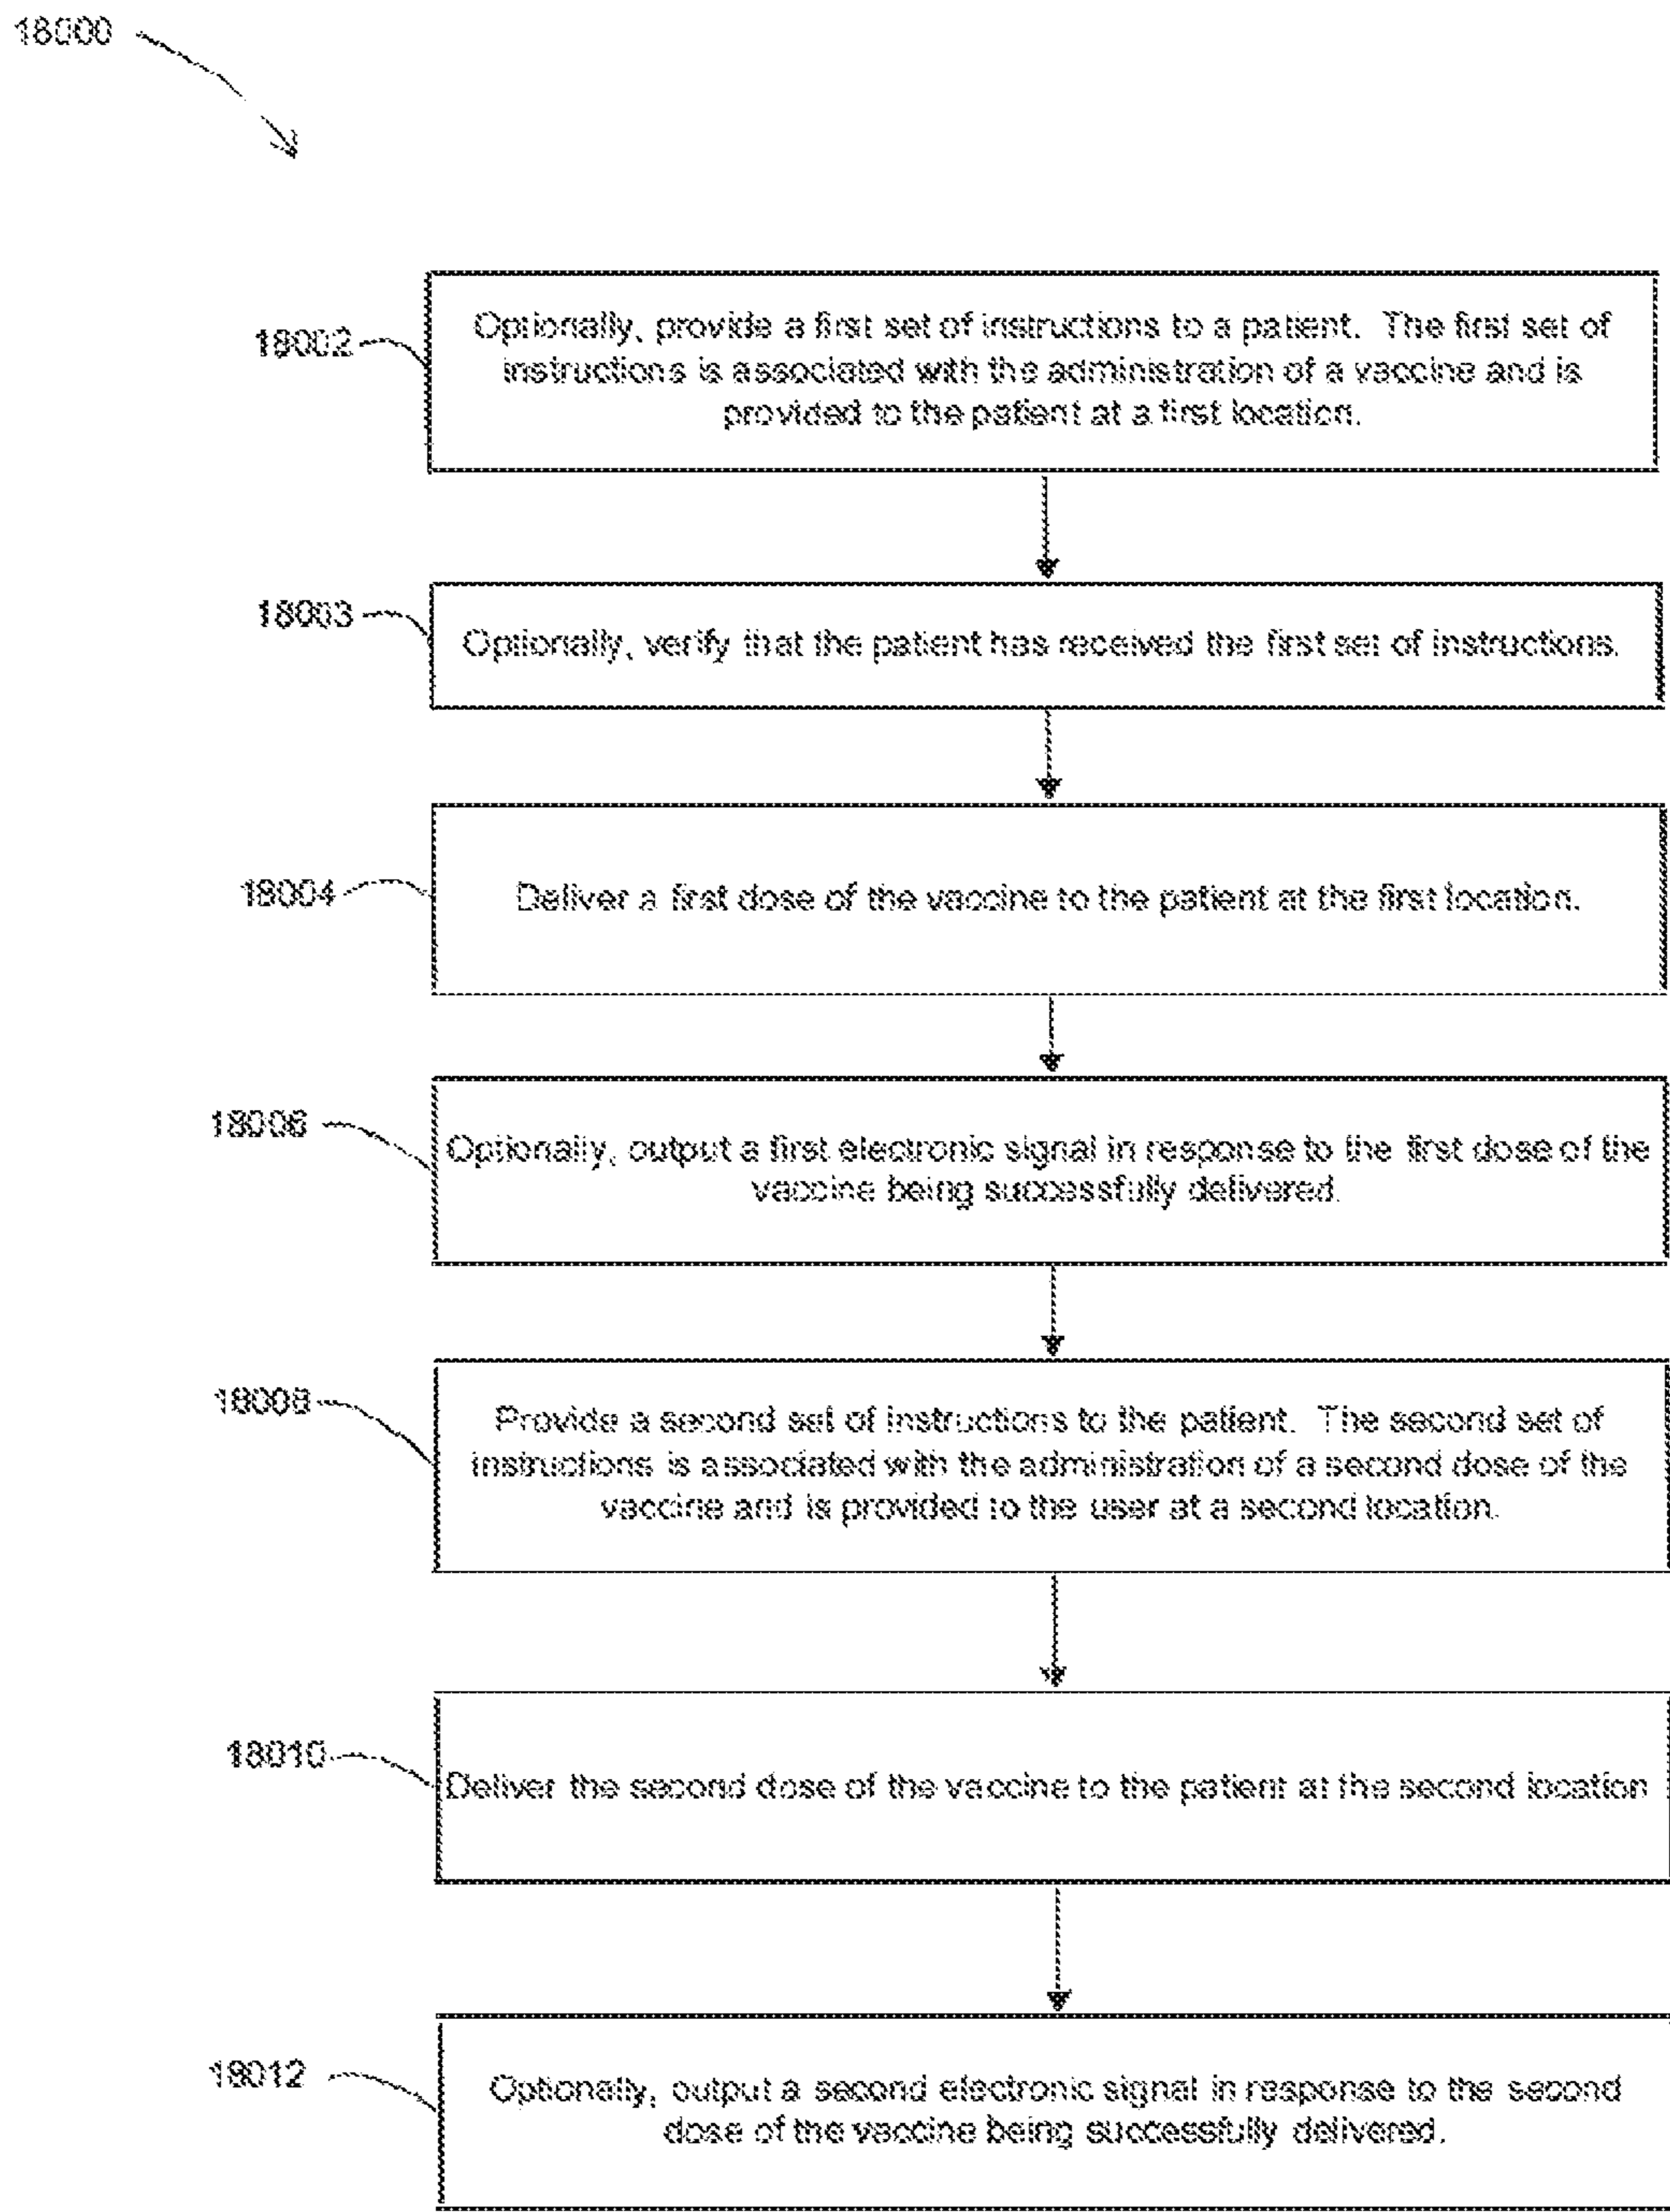 18000
18002
Optionally, provide a first set of instructions to a patient. The first set of
instructions is associated with the administration of a vaccine and is
provided to the patient at a first location.
18003
Optionally, verify that the patient has received the first set of instructions.
18004
Deliver a first dose of the vaccine to the patient at the first location.
18006
Optionally, output a first electronic signal in response to the first dose of the
vaccine being successfully delivered.
18008
Provide a second set of instructions to the patient. The second set of
instructions is associated with the administration of a second dose of the
vaccine and is provided to the user at a second location.
18010
Deliver the second dose of the vaccine to the patient at the second location
18012
Optionally, output a second electronic signal in response to the second
dose of the vaccine being successfully delivered.